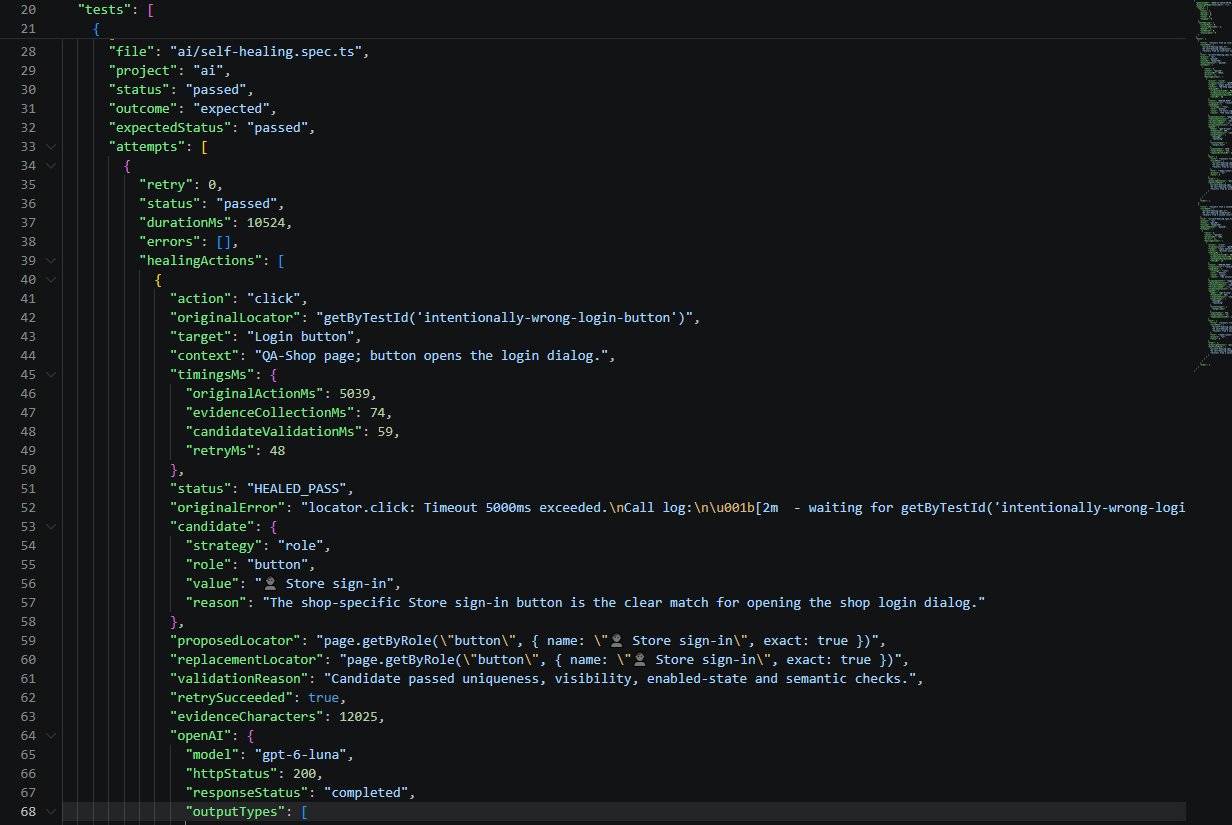 20 "tests": [
21 {
28 "file": "ai/self-healing.spec.ts",
29 "project": "ai",
30 "status": "passed",
31 "outcome": "expected",
32 "expectedStatus": "passed",
33 "attempts": [
34 {
35 "retry": 0,
36 "status": "passed",
37 "durationMs": 10524,
38 "errors": [],
39 "healingActions": [
40 {
41 "action": "click",
42 "originalLocator": "getByTestId('intentionally-wrong-login-button')",
43 "target": "Login button",
44 "context": "QA-Shop page; button opens the login dialog.",
45 "timingsMs": {
46 "originalActionMs": 5039,
47 "evidenceCollectionMs": 74,
48 "candidateValidationMs": 59,
49 "retryMs": 48
50 },
51 "status": "HEALED_PASS",
52 "originalError": "locator.click: Timeout 5000ms exceeded.\nCall log:\n\u001b[2m  - waiting for getByTestId('intentionally-wrong-logi
53 "candidate": {
54 "strategy": "role",
55 "role": "button",
56 "value": "👤 Store sign-in",
57 "reason": "The shop-specific Store sign-in button is the clear match for opening the shop login dialog."
58 },
59 "proposedLocator": "page.getByRole(\"button\", { name: \"👤 Store sign-in\", exact: true })",
60 "replacementLocator": "page.getByRole(\"button\", { name: \"👤 Store sign-in\", exact: true })",
61 "validationReason": "Candidate passed uniqueness, visibility, enabled-state and semantic checks.",
62 "retrySucceeded": true,
63 "evidenceCharacters": 12025,
64 "openAI": {
65 "model": "gpt-6-luna",
66 "httpStatus": 200,
67 "responseStatus": "completed",
68 "outputTypes": [